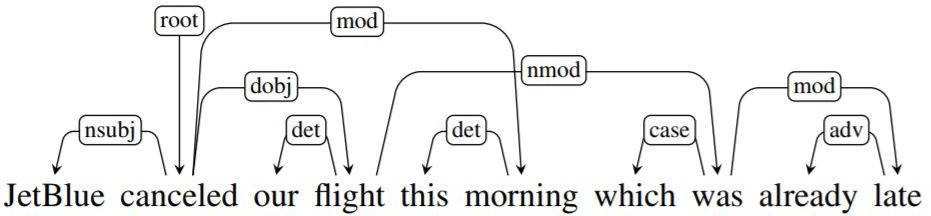 root mod
nmod
dobj mod
nsubj det det case adv
JetBlue canceled our flight this morning which was already late